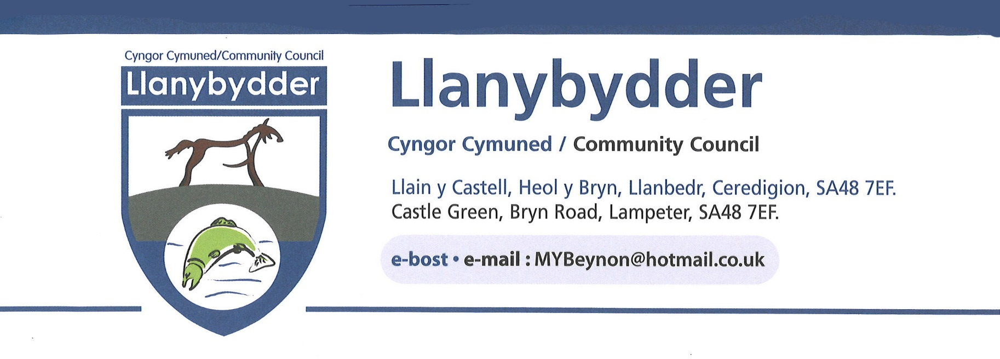 Cyngor Cymuned/Community Council
Llanybydder
Llanybydder
Cyngor Cymuned / Community Council
Llain y Castell, Heol y Bryn, Llanbedr, Ceredigion, SA48 7EF.
Castle Green, Bryn Road, Lampeter, SA48 7EF.
e-bost • e-mail : MYBeynon@hotmail.co.uk